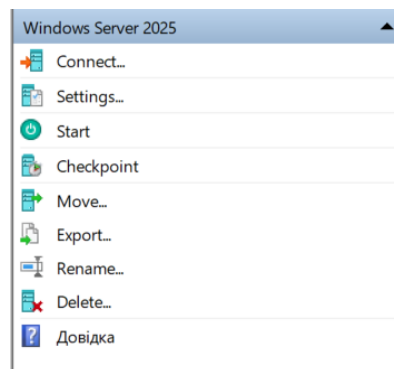 Windows Server 2025
Connect...
Settings...
Start
Checkpoint
Move...
Export...
Rename...
Delete...
Довідка